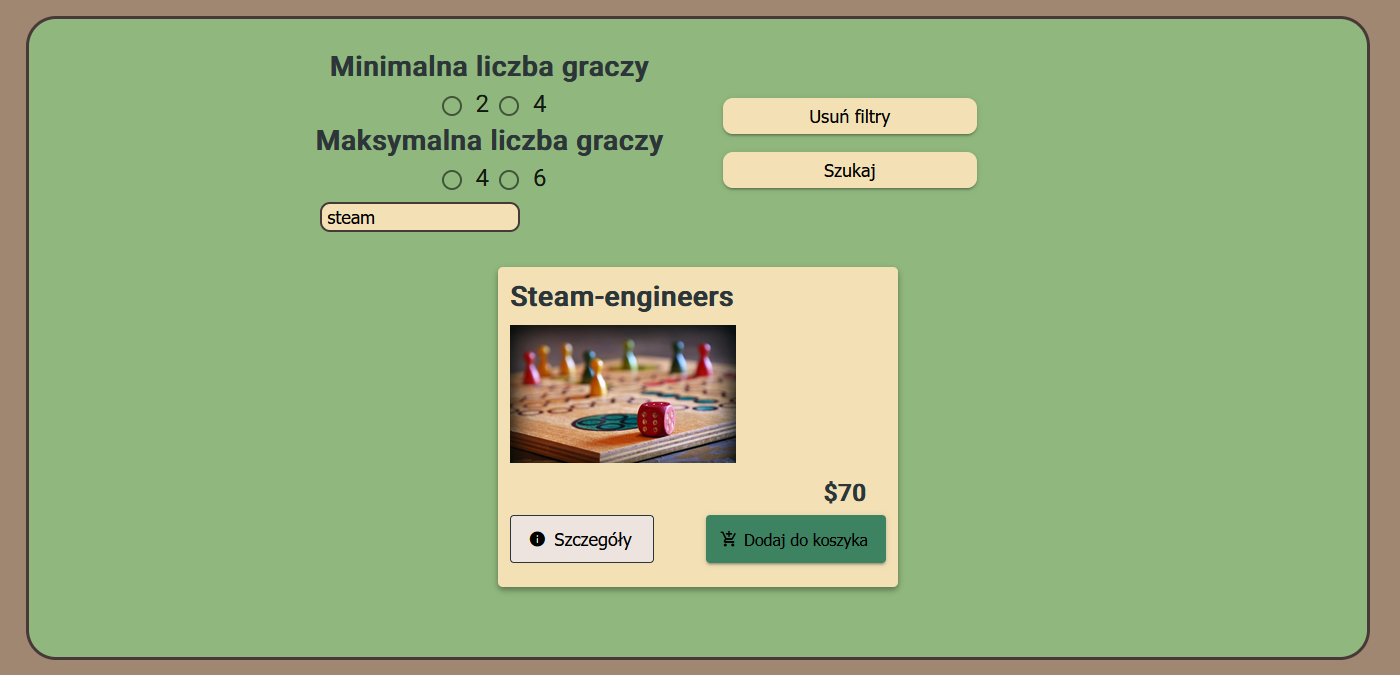 Minimalna liczba graczy
2 4
Maksymalna liczba graczy
4 6
steam
Usuń filtry
Szukaj
Steam-engineers
$70
Szczegóły
Dodaj do koszyka